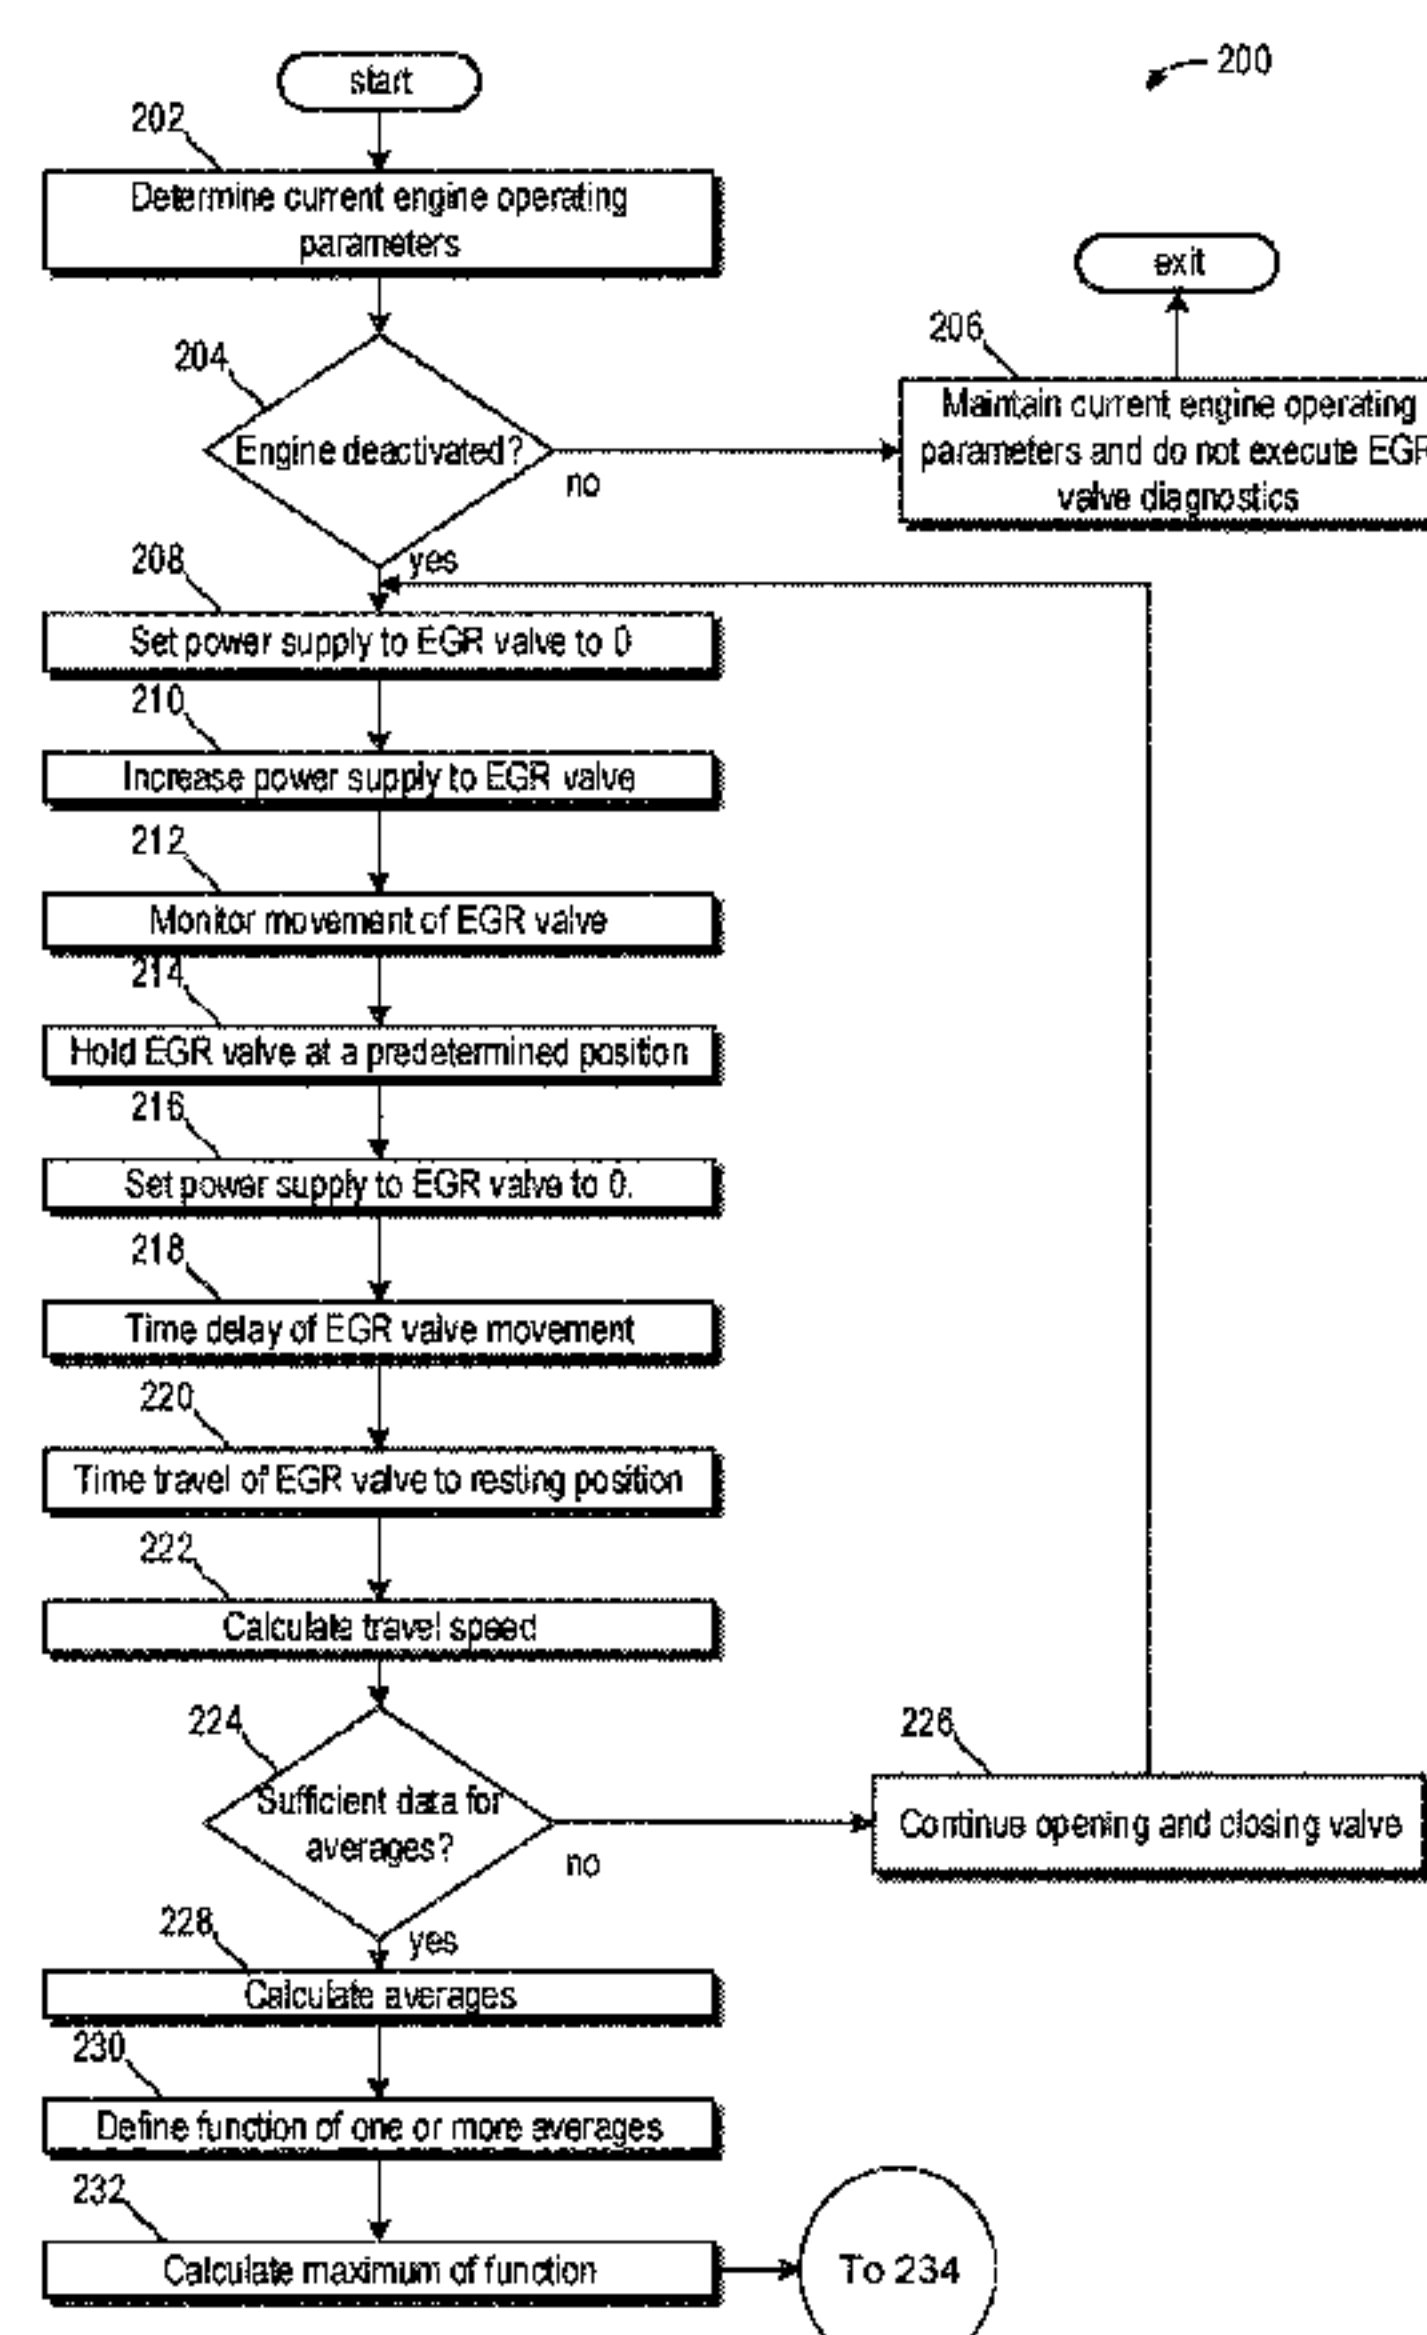 start
200
202
Determine current engine operating
parameters
exit
204
206
Engine deactivated?
no
Maintain current engine operating
parameters and do not execute EGR
valve diagnostics
yes
208
Set power supply to EGR valve to 0
210
Increase power supply to EGR valve
212
Monitor movement of EGR valve
214
Hold EGR valve at a predetermined position
216
Set power supply to EGR valve to 0.
218
Time delay of EGR valve movement
220
Time travel of EGR valve to resting position
222
Calculate travel speed
224
Sufficient data for
averages?
no
226
Continue opening and closing valve
yes
228
Calculate averages
230
Define function of one or more averages
232
Calculate maximum of function
To 234